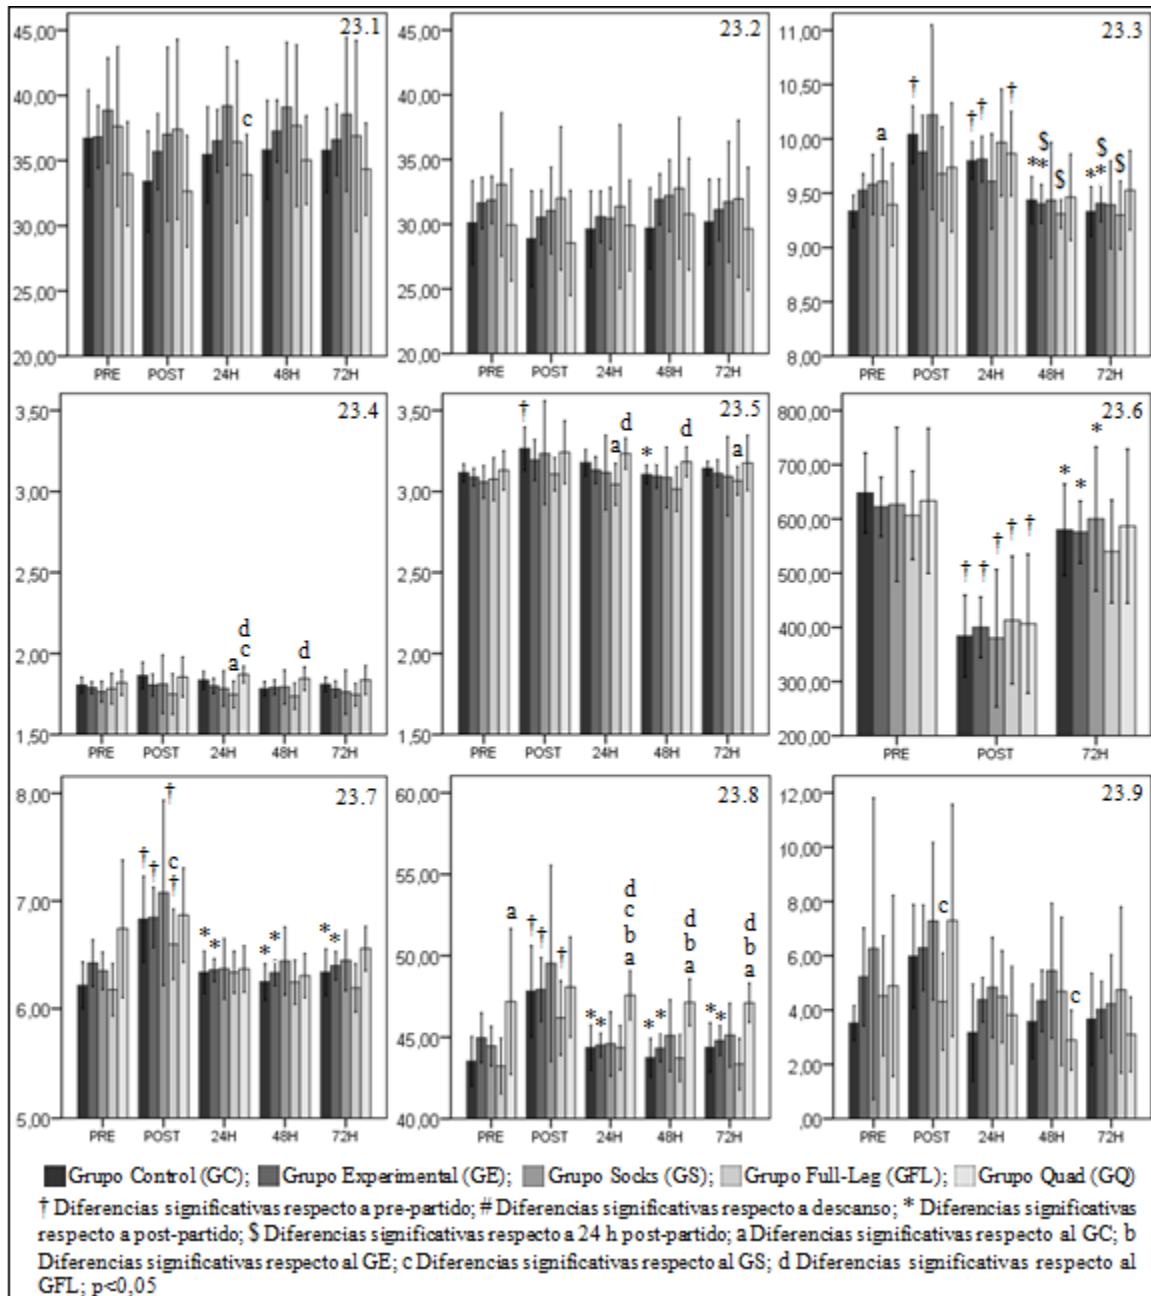 45,00
40,00
35,00
30,00
25,00
20,00
23.1
c
PRE POST 24H 48H 72H
45,00
40,00
35,00
30,00
25,00
20,00
23.2
PRE POST 24H 48H 72H
11,00
10,50
10,00
9,50
9,00
8,50
8,00
23.3
a † † † † $ ** $ $ ** $
PRE POST 24H 48H 72H
3,50
3,00
2,50
2,00
1,50
23.4
d
a c d
PRE POST 24H 48H 72H
3,50
3,00
2,50
2,00
1,50
23.5
† a d * d a
PRE POST 24H 48H 72H
800,00
700,00
600,00
500,00
400,00
300,00
200,00
23.6
† † † † † * * *
PRE POST 72H
8,00
7,00
6,00
5,00
23.7
† † † c † * * * * * *
PRE POST 24H 48H 72H
60,00
55,00
50,00
45,00
40,00
23.8
a † † † * * d c b a * * d b a * * d b a
PRE POST 24H 48H 72H
12,00
10,00
8,00
6,00
4,00
2,00
,00
23.9
c c
PRE POST 24H 48H 72H
Grupo Control (GC); Grupo Experimental (GE); Grupo Socks (GS); Grupo Full-Leg (GFL); Grupo Quad (GQ)
† Diferencias significativas respecto a pre-partido; # Diferencias significativas respecto a descanso; * Diferencias significativas
respecto a post-partido; $ Diferencias significativas respecto a 24 h post-partido; a Diferencias significativas respecto al GC; b
Diferencias significativas respecto al GE; c Diferencias significativas respecto al GS; d Diferencias significativas respecto al
GFL; p<0,05